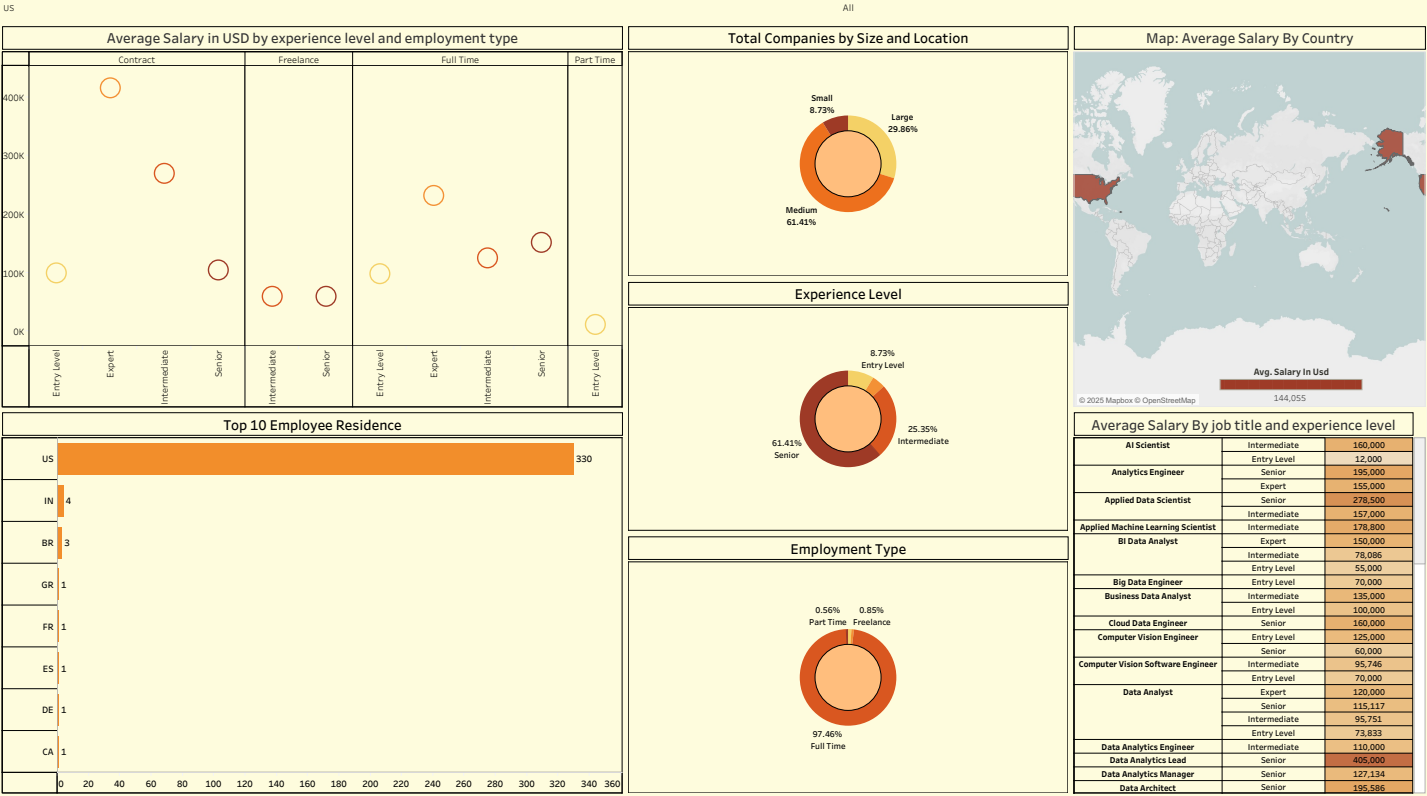 US
All
Average Salary in USD by experience level and employment type
Contract
Freelance
Full Time
Part Time
400K
300K
200K
100K
0K
Entry Level
Expert
Intermediate
Senior
Intermediate
Senior
Entry Level
Expert
Intermediate
Senior
Entry Level
Top 10 Employee Residence
US 330
IN 4
BR 3
GR 1
FR 1
ES 1
DE 1
CA 1
0 20 40 60 80 100 120 140 160 180 200 220 240 260 280 300 320 340 360
Total Companies by Size and Location
Small
8.73%
Large
29.86%
Medium
61.41%
Experience Level
8.73%
Entry Level
25.35%
Intermediate
61.41%
Senior
Employment Type
0.56%
Part Time
0.85%
Freelance
97.46%
Full Time
Map: Average Salary By Country
Avg. Salary In Usd
144,055
© 2025 Mapbox © OpenStreetMap
Average Salary By job title and experience level
AI Scientist Intermediate 160,000
Entry Level 12,000
Analytics Engineer Senior 195,000
Expert 155,000
Applied Data Scientist Senior 278,500
Intermediate 157,000
Applied Machine Learning Scientist Intermediate 178,800
BI Data Analyst Expert 150,000
Intermediate 78,086
Entry Level 55,000
Big Data Engineer Entry Level 70,000
Business Data Analyst Intermediate 135,000
Entry Level 100,000
Cloud Data Engineer Senior 160,000
Computer Vision Engineer Entry Level 125,000
Senior 60,000
Computer Vision Software Engineer Intermediate 95,746
Entry Level 70,000
Data Analyst Expert 120,000
Senior 115,117
Intermediate 95,751
Entry Level 73,833
Data Analytics Engineer Intermediate 110,000
Data Analytics Lead Senior 405,000
Data Analytics Manager Senior 127,134
Data Architect Senior 195,586